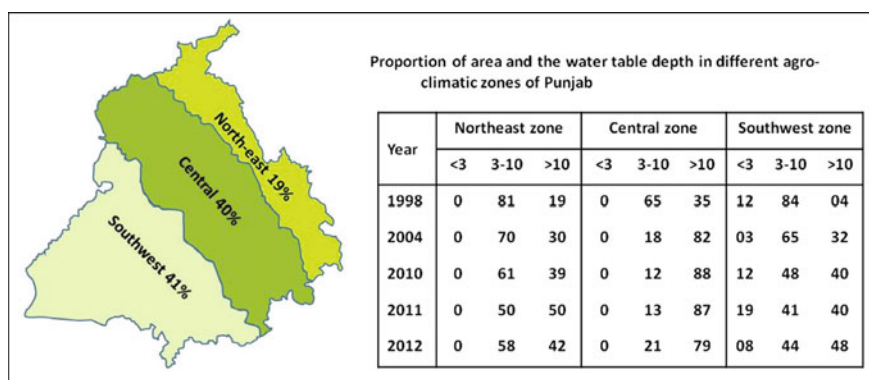 North-east 19%
Central 40%
Southwest 41%
Proportion of area and the water table depth in different agro-
climatic zones of Punjab
Year Northeast zone Central zone Southwest zone
<3 3-10 >10 <3 3-10 >10 <3 3-10 >10
1998 0 81 19 0 65 35 12 84 04
2004 0 70 30 0 18 82 03 65 32
2010 0 61 39 0 12 88 12 48 40
2011 0 50 50 0 13 87 19 41 40
2012 0 58 42 0 21 79 08 44 48